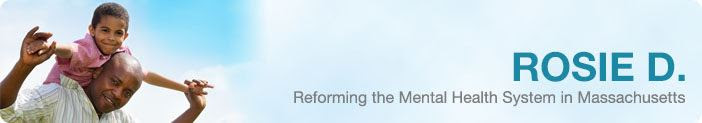 ROSIE D.
Reforming the Mental Health System in Massachusetts